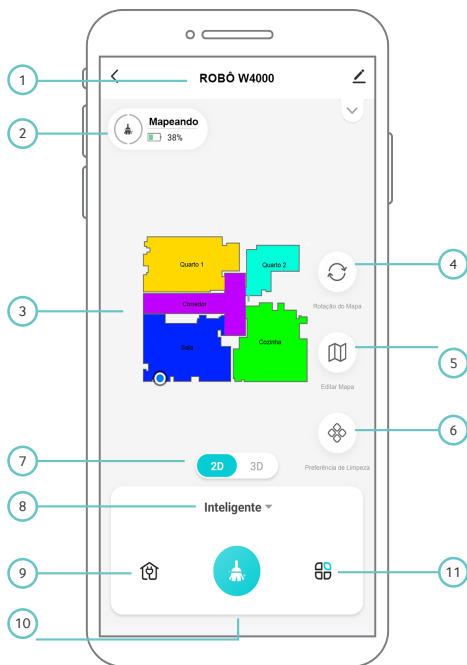 1
ROBÔ W4000
2
Mapeando
38%
Quarto 1
Quarto 2
4
Corredor
Rotação do Mapa
3
Sala
Cozinha
5
Editar Mapa
6
7
2D 3D
Preferência de Limpeza
8
Inteligente
9
11
10